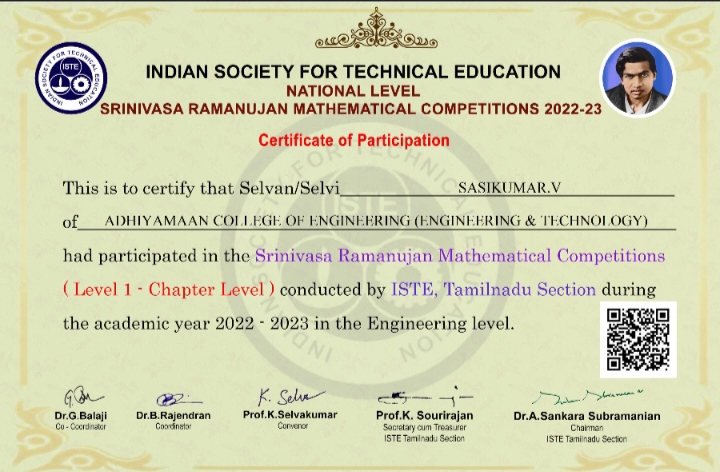 INDIAN SOCIETY FOR TECHNICAL EDUCATION
NATIONAL LEVEL
SRINIVASA RAMANUJAN MATHEMATICAL COMPETITIONS 2022-23
Certificate of Participation
INDIAN SOCIETY FOR TECHNICAL EDUCATION
ISTE
This is to certify that Selvan/Selvi SASIKUMAR.V
of ADHIYAMAAN COLLEGE OF ENGINEERING (ENGINEERING & TECHNOLOGY)
had participated in the Srinivasa Ramanujan Mathematical Competitions
( Level 1 - Chapter Level ) conducted by ISTE, Tamilnadu Section during
the academic year 2022 - 2023 in the Engineering level.
K. Selva
Dr.G.Balaji
Co - Coordinator
Dr.B.Rajendran
Coordinator
Prof.K.Selvakumar
Convenor
Prof.K. Sourirajan
Secretary cum Treasurer
ISTE Tamilnadu Section
Dr.A.Sankara Subramanian
Chairman
ISTE Tamilnadu Section